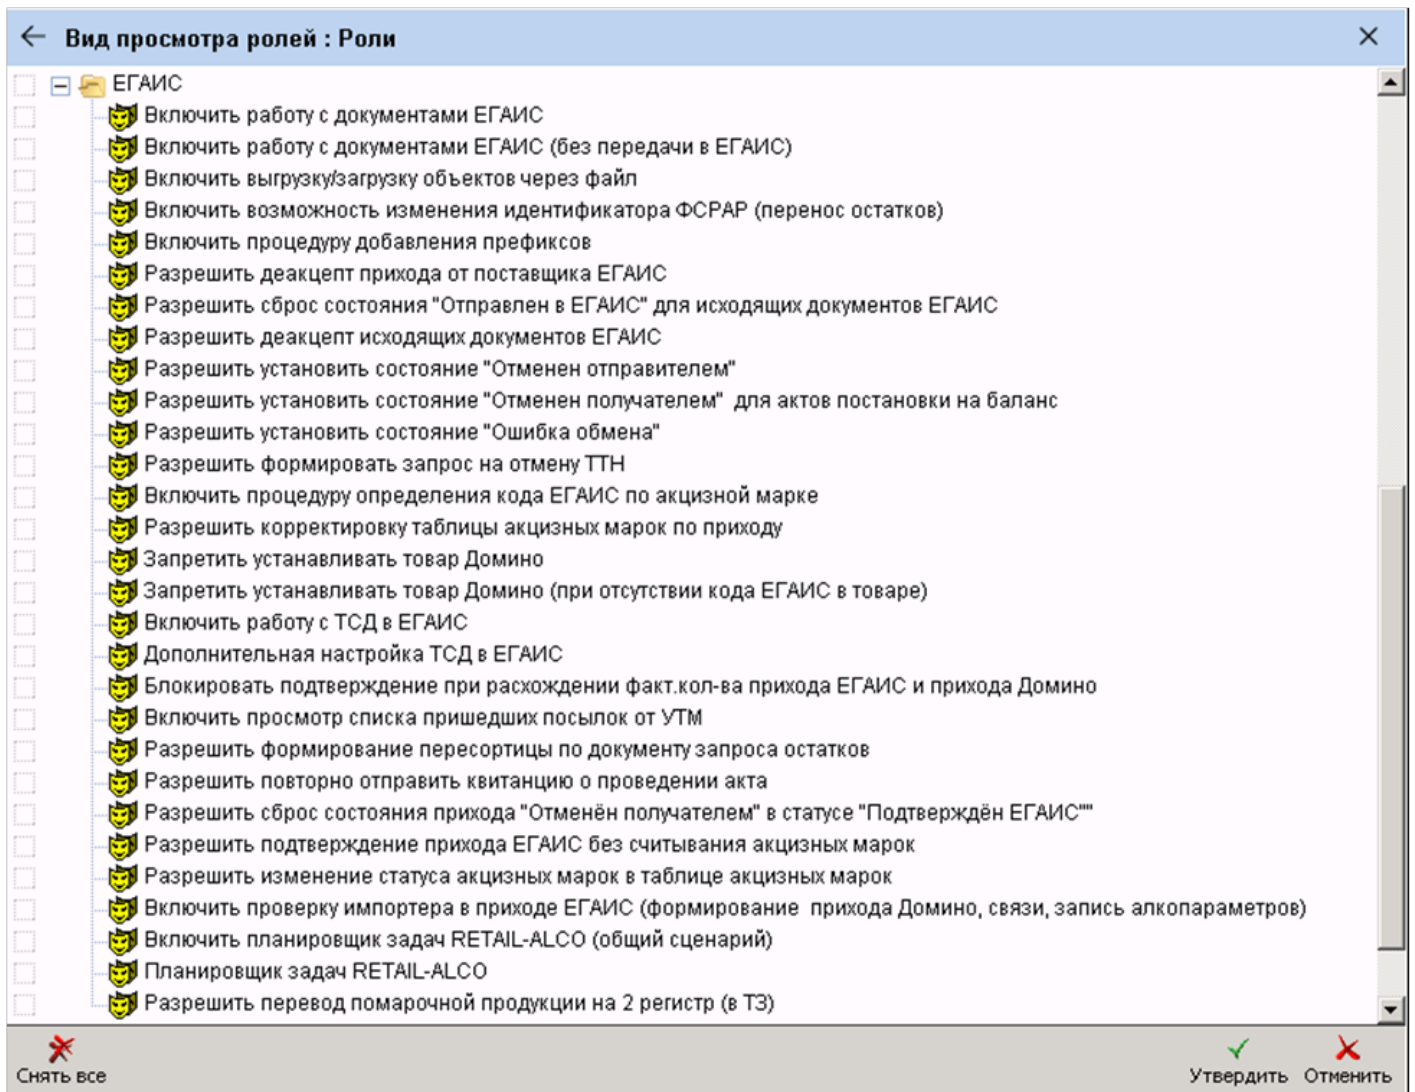 Вид просмотра ролей : Роли
ЕГАИС
Включить работу с документами ЕГАИС
Включить работу с документами ЕГАИС (без передачи в ЕГАИС)
Включить выгрузку/загрузку объектов через файл
Включить возможность изменения идентификатора ФСРАР (перенос остатков)
Включить процедуру добавления префиксов
Разрешить деакцепт прихода от поставщика ЕГАИС
Разрешить сброс состояния "Отправлен в ЕГАИС" для исходящих документов ЕГАИС
Разрешить деакцепт исходящих документов ЕГАИС
Разрешить установить состояние "Отменен отправителем"
Разрешить установить состояние "Отменен получателем" для актов постановки на баланс
Разрешить установить состояние "Ошибка обмена"
Разрешить формировать запрос на отмену ТТН
Включить процедуру определения кода ЕГАИС по акцизной марке
Разрешить корректировку таблицы акцизных марок по приходу
Запретить устанавливать товар Домино
Запретить устанавливать товар Домино (при отсутствии кода ЕГАИС в товаре)
Включить работу с ТСД в ЕГАИС
Дополнительная настройка ТСД в ЕГАИС
Блокировать подтверждение при расхождении факт.кол-ва прихода ЕГАИС и прихода Домино
Включить просмотр списка пришедших посылок от УТМ
Разрешить формирование пересортицы по документу запроса остатков
Разрешить повторно отправить квитанцию о проведении акта
Разрешить сброс состояния прихода "Отменён получателем" в статусе "Подтверждён ЕГАИС""
Разрешить подтверждение прихода ЕГАИС без считывания акцизных марок
Разрешить изменение статуса акцизных марок в таблице акцизных марок
Включить проверку импортера в приходе ЕГАИС (формирование прихода Домино, связи, запись алкопараметров)
Включить планировщик задач RETAIL-ALCO (общий сценарий)
Планировщик задач RETAIL-ALCO
Разрешить перевод помарочной продукции на 2 регистр (в ТЗ)
Снять все
Утвердить Отменить